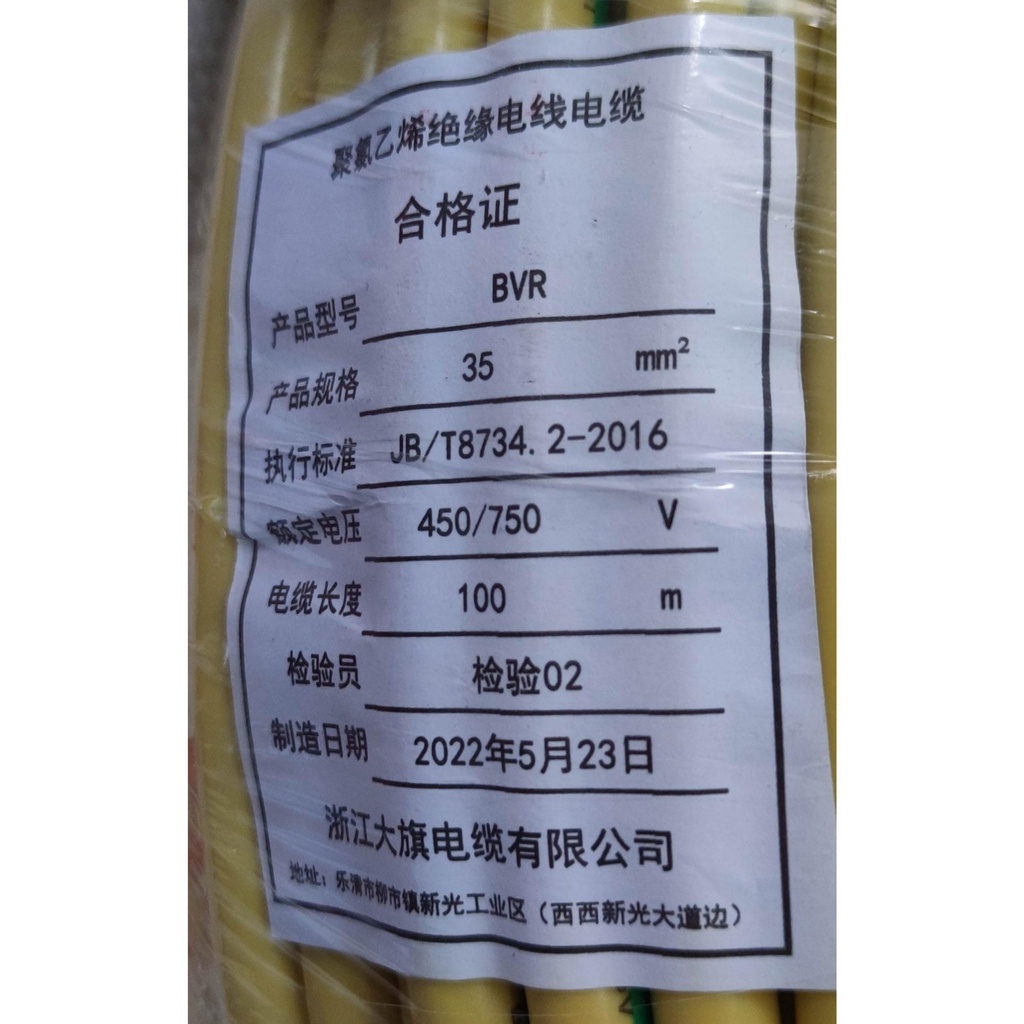 聚氯乙烯绝缘电线电缆
合格证
产品型号 BVR
产品规格 35 mm²
执行标准 JB/T8734.2-2016
额定电压 450/750 V
电缆长度 100 m
检验员 检验02
制造日期 2022年5月23日
浙江大旗电缆有限公司
地址：乐清市柳市镇新光工业区（西西新光大道边）